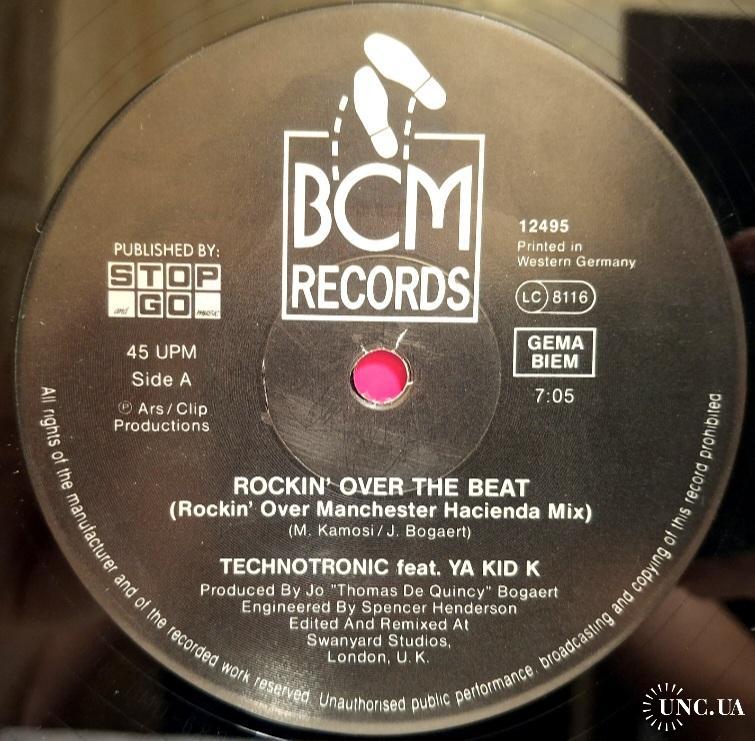 BCM
RECORDS
PUBLISHED BY:
STOP
and GO music
45 UPM
Side A
Ⓟ Ars/Clip
Productions
12495
Printed in
Western Germany
LC 8116
GEMA
BIEM
7:05
ROCKIN' OVER THE BEAT
(Rockin' Over Manchester Hacienda Mix)
(M. Kamosi/J. Bogaert)
TECHNOTRONIC feat. YA KID K
Produced By Jo "Thomas De Quincy" Bogaert
Engineered By Spencer Henderson
Edited And Remixed At
Swanyard Studios,
London, U.K.
All rights of the manufacturer and of the recorded work reserved. Unauthorised public performance, broadcasting and copying of this record prohibited.
UNC.UA